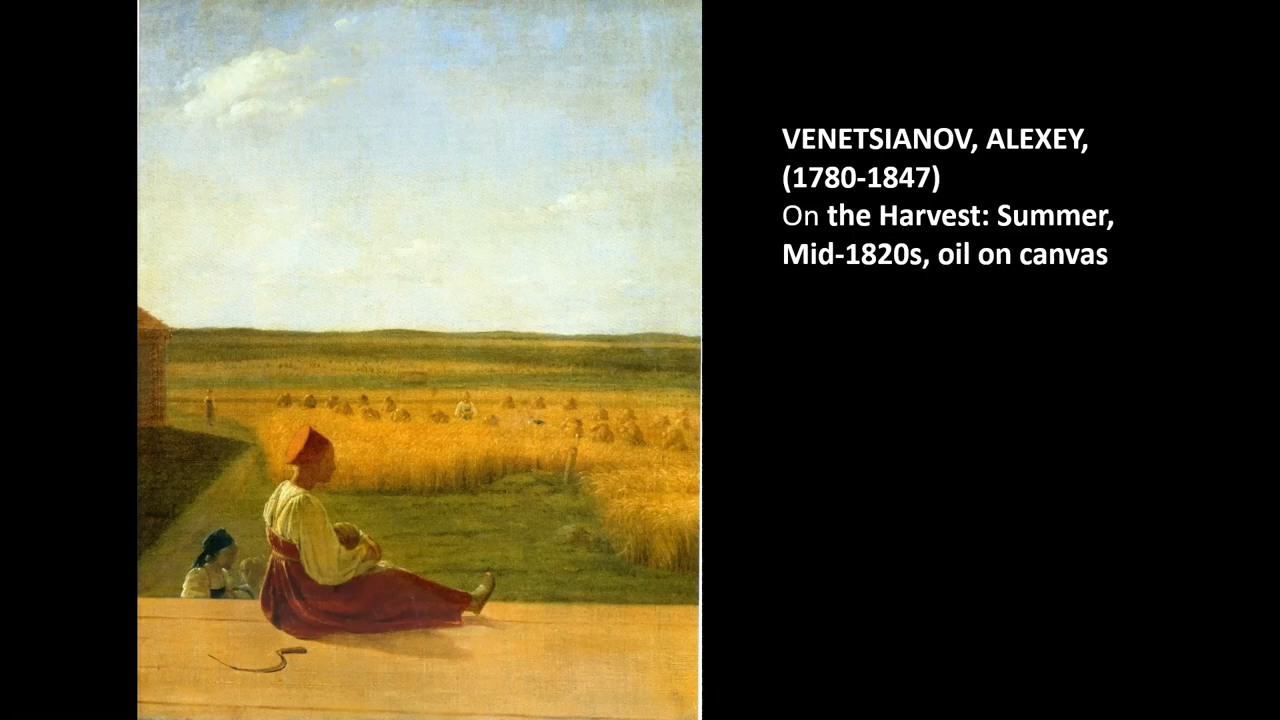 VENETSIANOV, ALEXEY,
(1780-1847)
On the Harvest: Summer,
Mid-1820s, oil on canvas